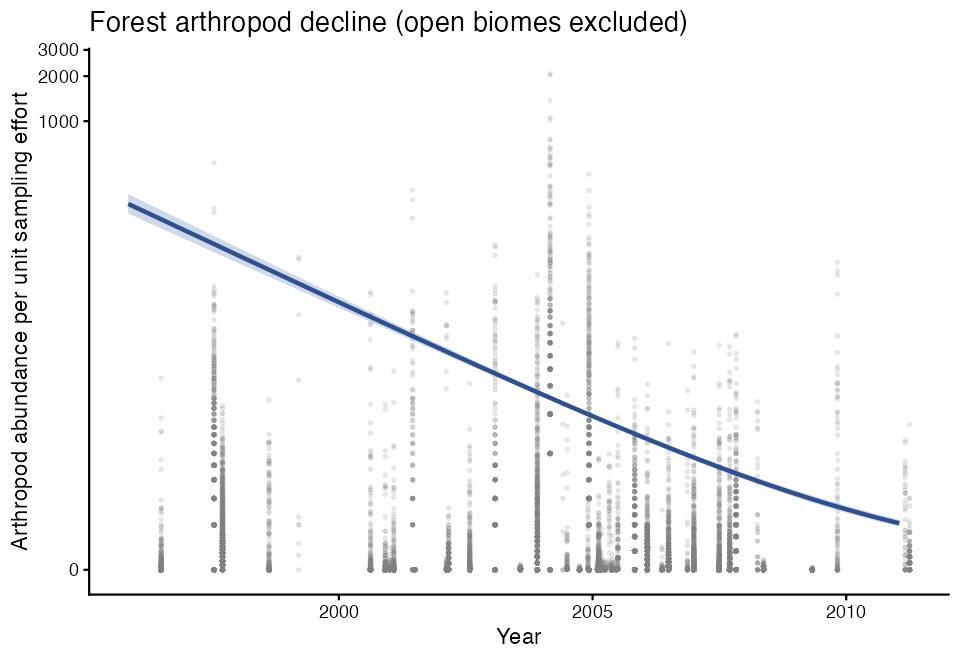 Forest arthropod decline (open biomes excluded)
3000
2000
1000
0
Arthropod abundance per unit sampling effort
2000
2005
2010
Year